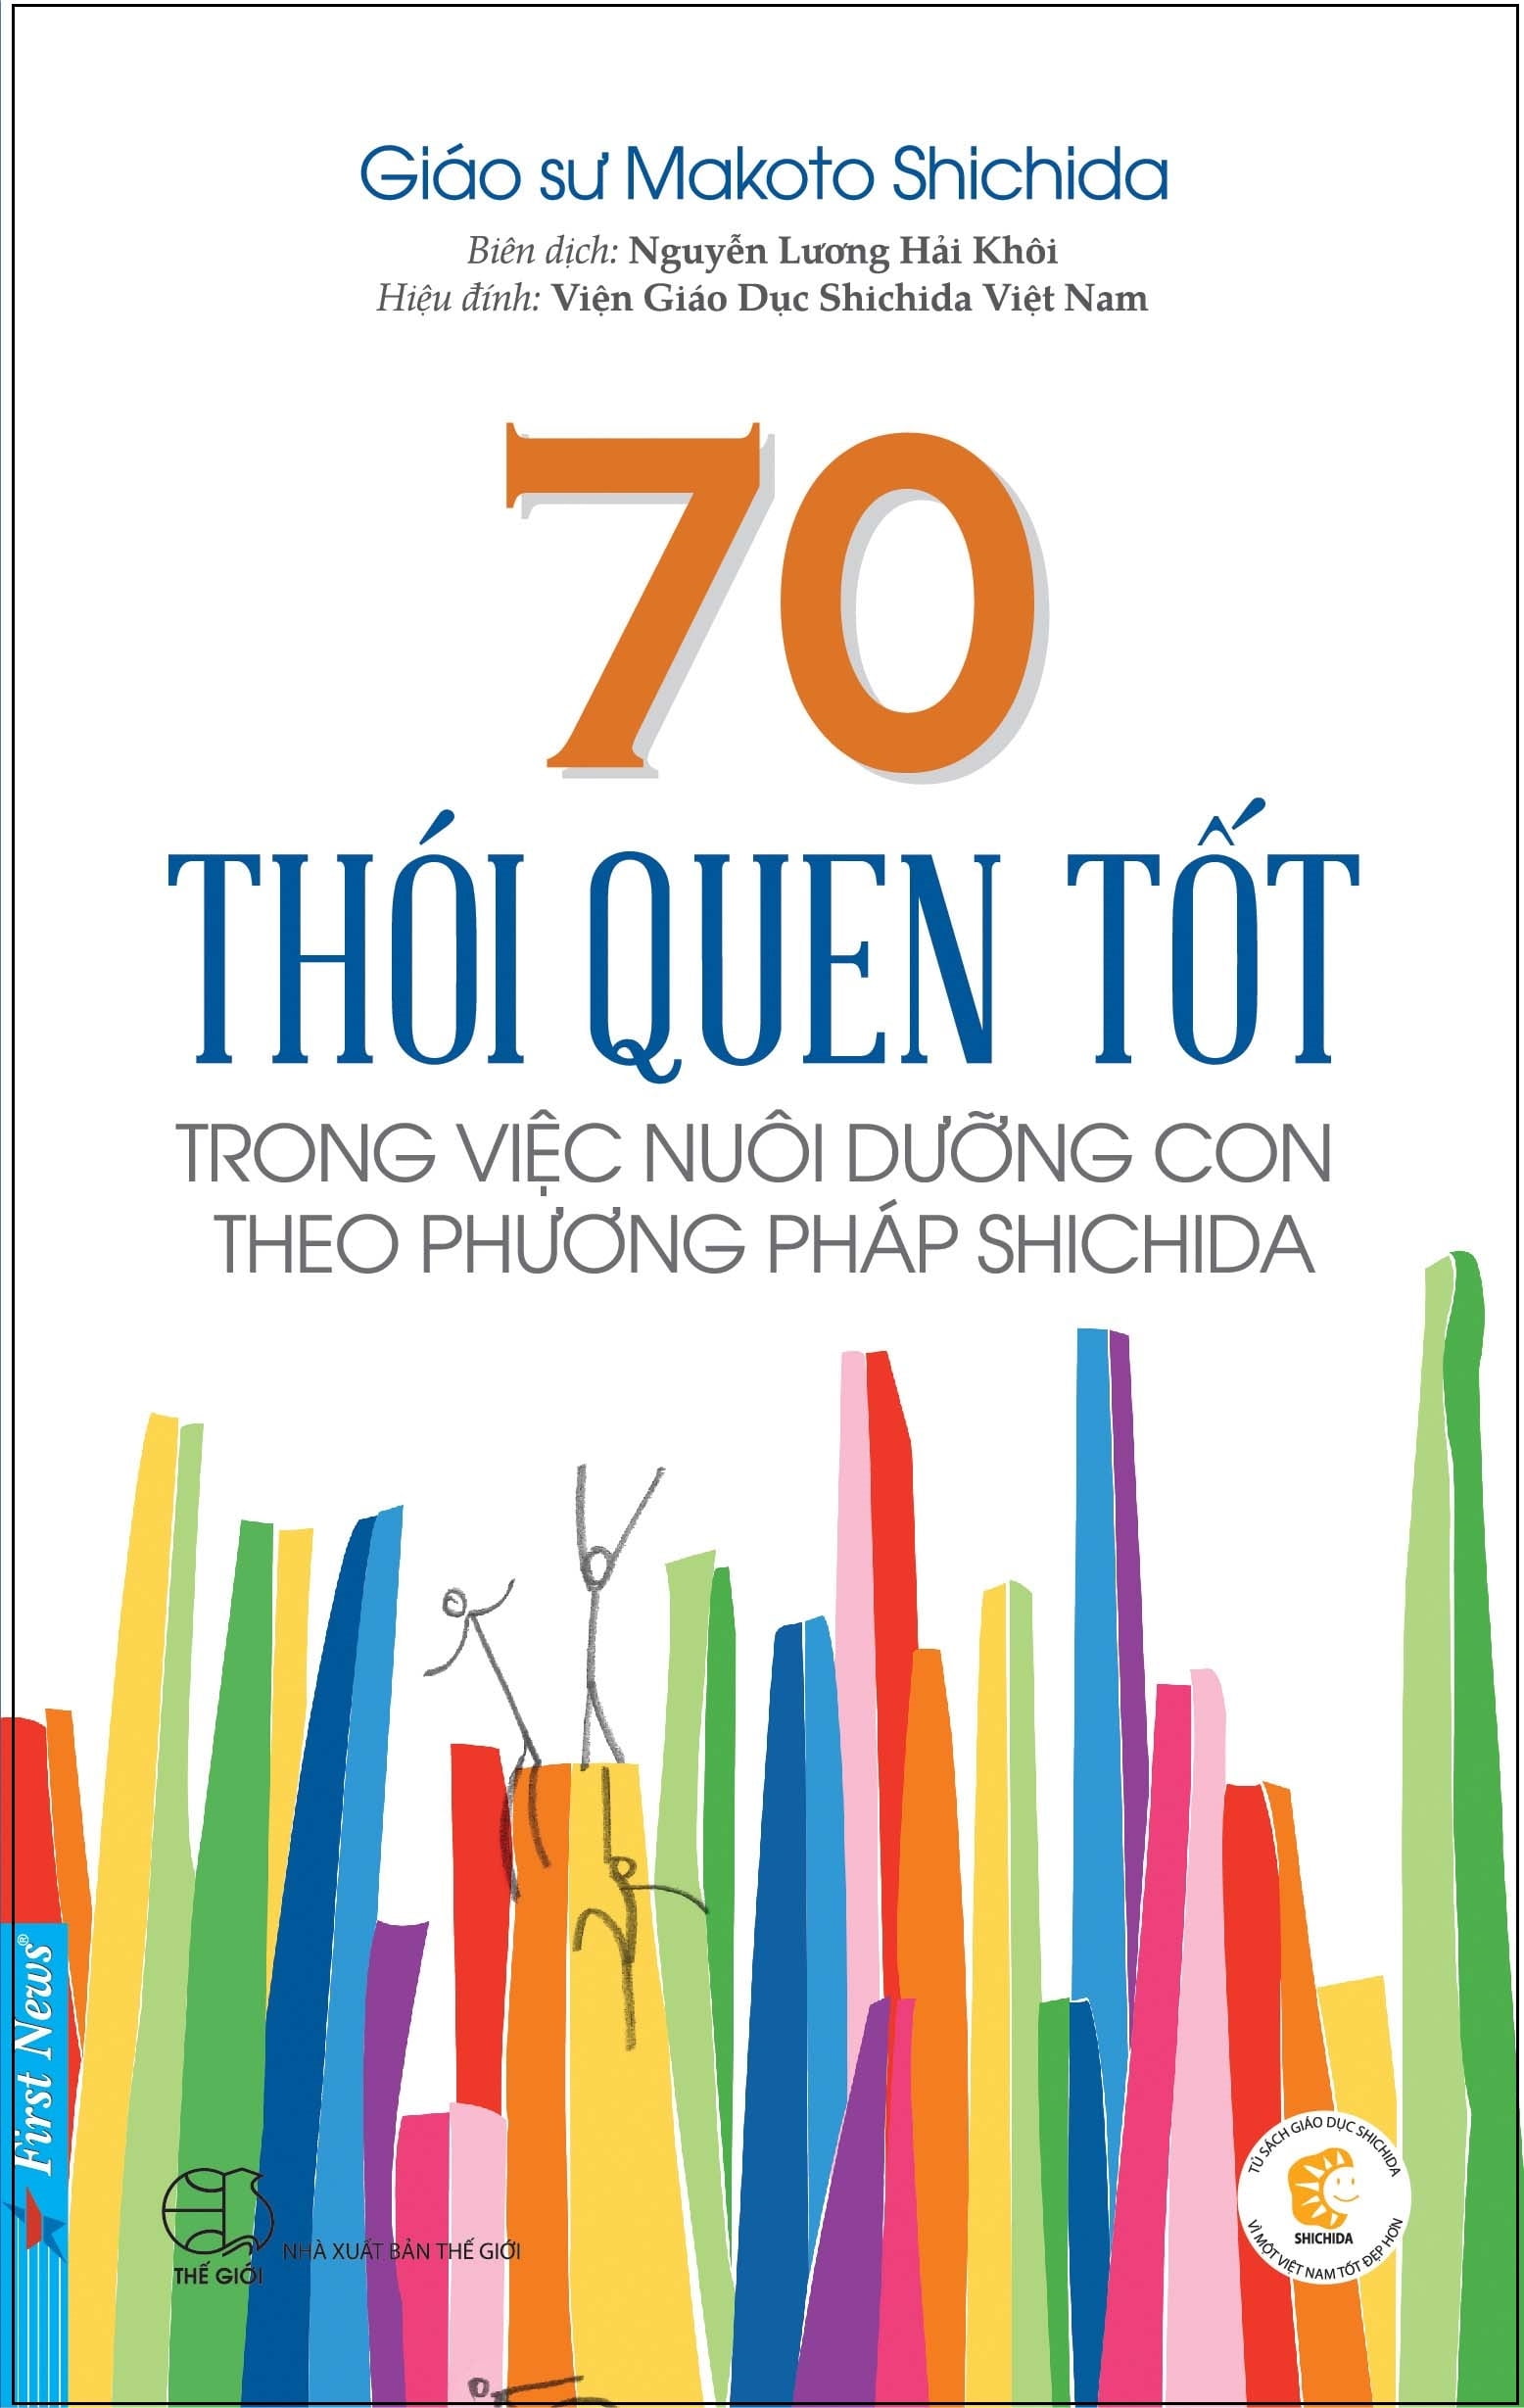 Giáo sư Makoto Shichida
Biên dịch: Nguyễn Lương Hải Khôi
Hiệu đính: Viện Giáo Dục Shichida Việt Nam
70
THÓI QUEN TỐT
TRONG VIỆC NUÔI DƯỠNG CON
THEO PHƯƠNG PHÁP SHICHIDA
First News®
THẾ GIỚI
NHÀ XUẤT BẢN THẾ GIỚI
TỦ SÁCH GIÁO DỤC SHICHIDA
SHICHIDA
VÌ MỘT VIỆT NAM TỐT ĐẸP HƠN